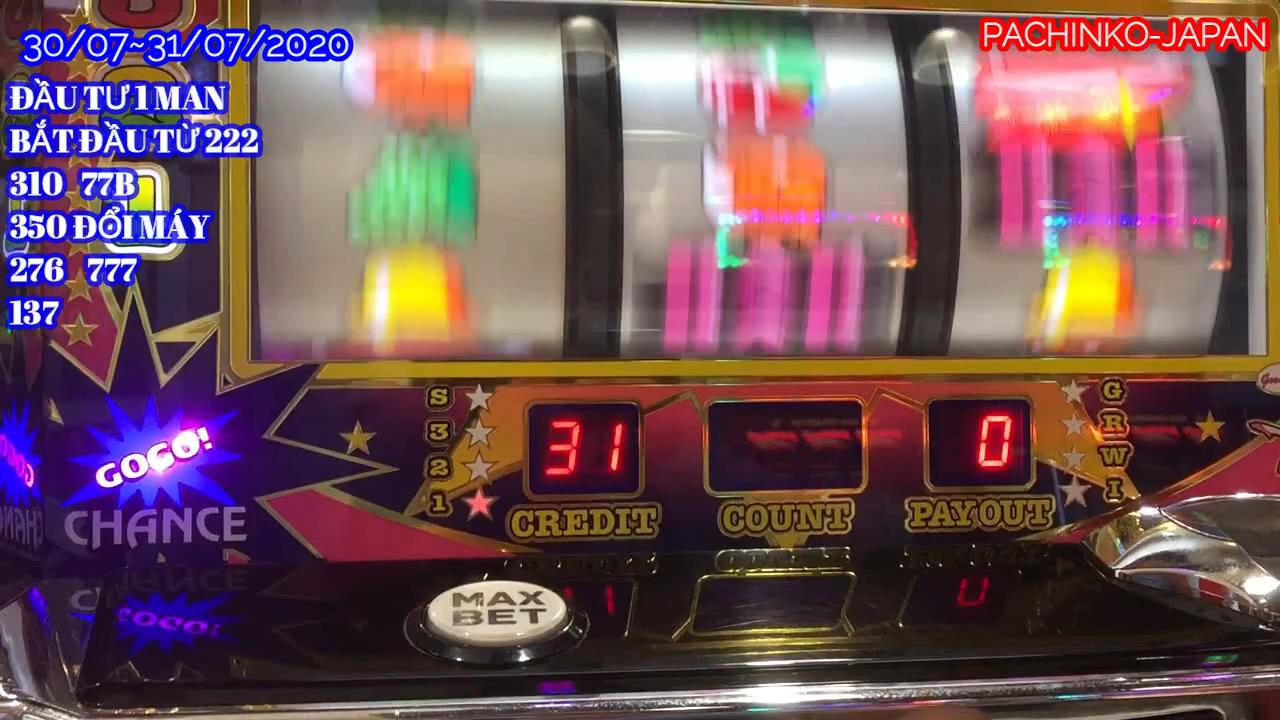 30/07~31/07/2020
PACHINKO-JAPAN
ĐẦU TƯ 1 MAN
BẮT ĐẦU TỪ 222
310 77B
350 ĐỔI MÁY
276 777
137
S
3
2
1
G
R
W
I
31
0
CREDIT
COUNT
PAYOUT
GOGO!
CHANCE
MAX
BET